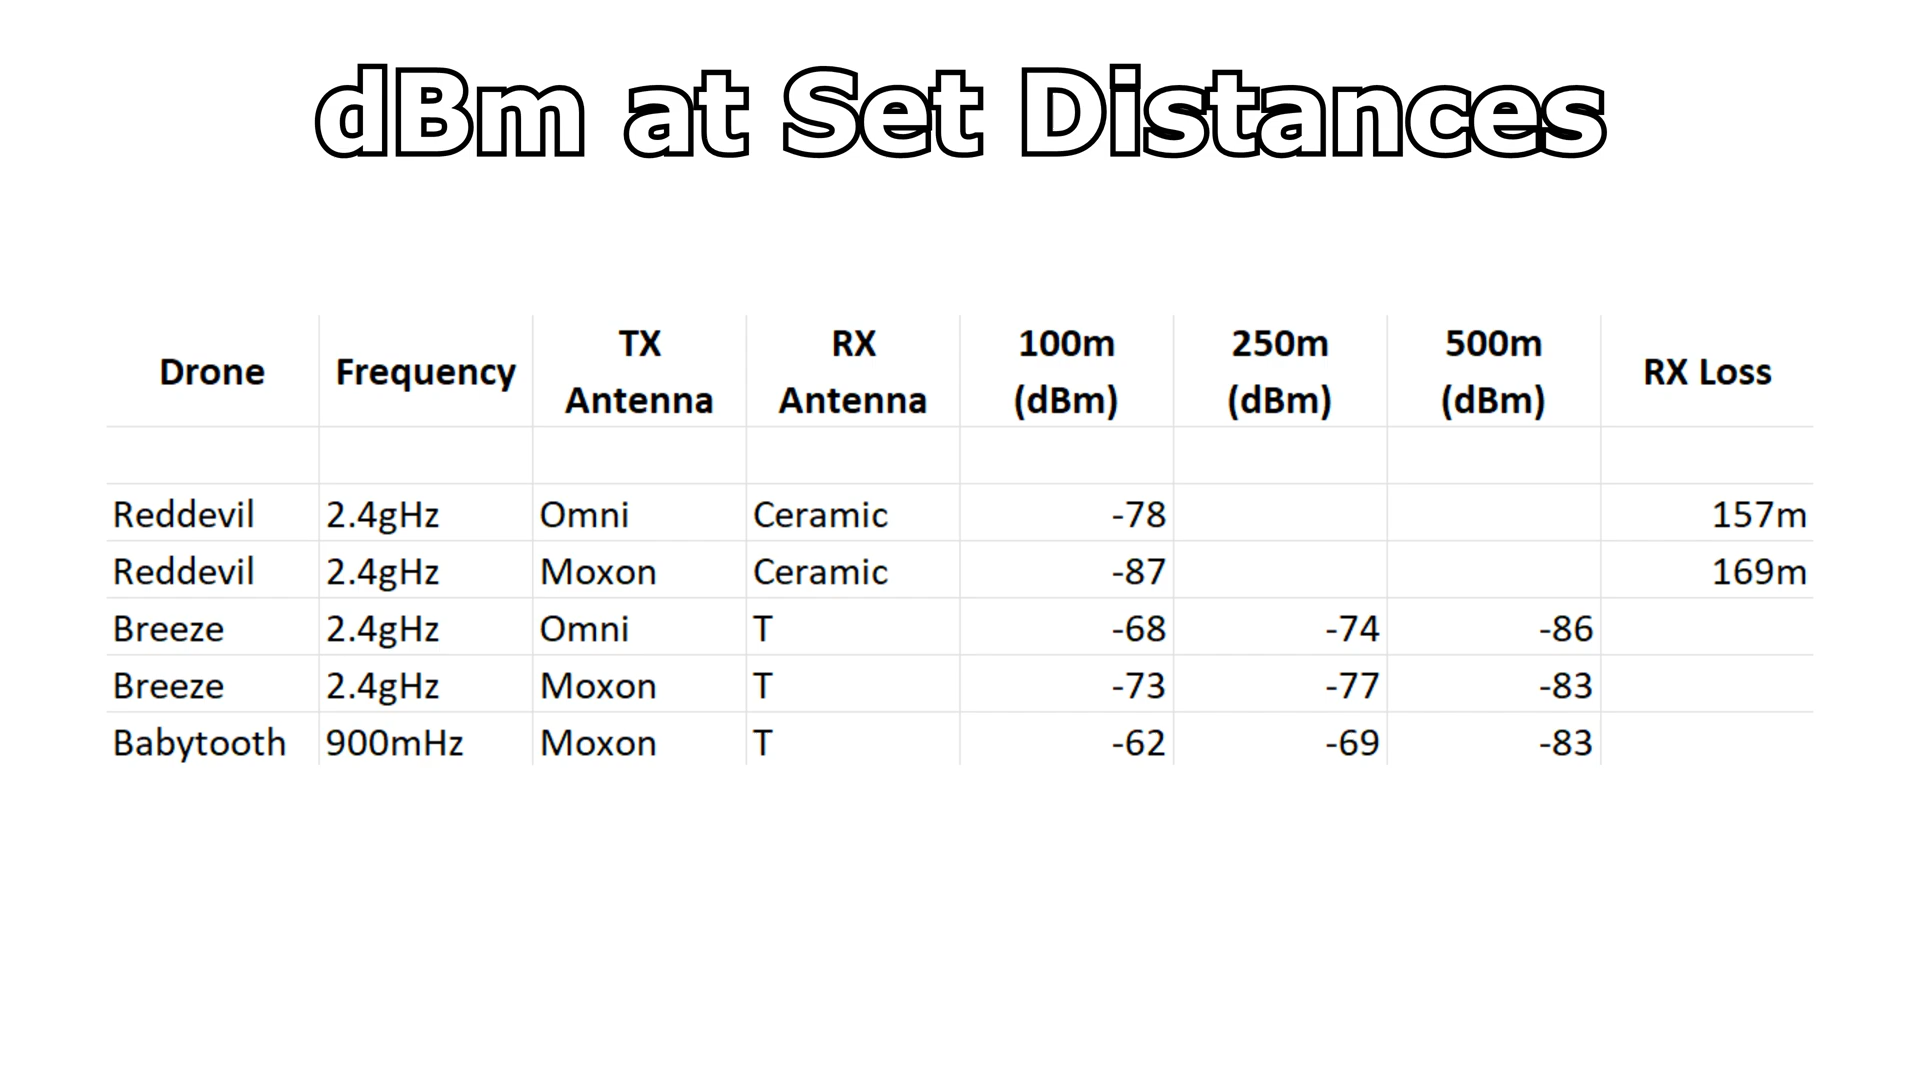 dBm at Set Distances
Drone Frequency TX Antenna RX Antenna 100m (dBm) 250m (dBm) 500m (dBm) RX Loss
Reddevil 2.4gHz Omni Ceramic -78 157m
Reddevil 2.4gHz Moxon Ceramic -87 169m
Breeze 2.4gHz Omni T -68 -74 -86
Breeze 2.4gHz Moxon T -73 -77 -83
Babytooth 900mHz Moxon T -62 -69 -83